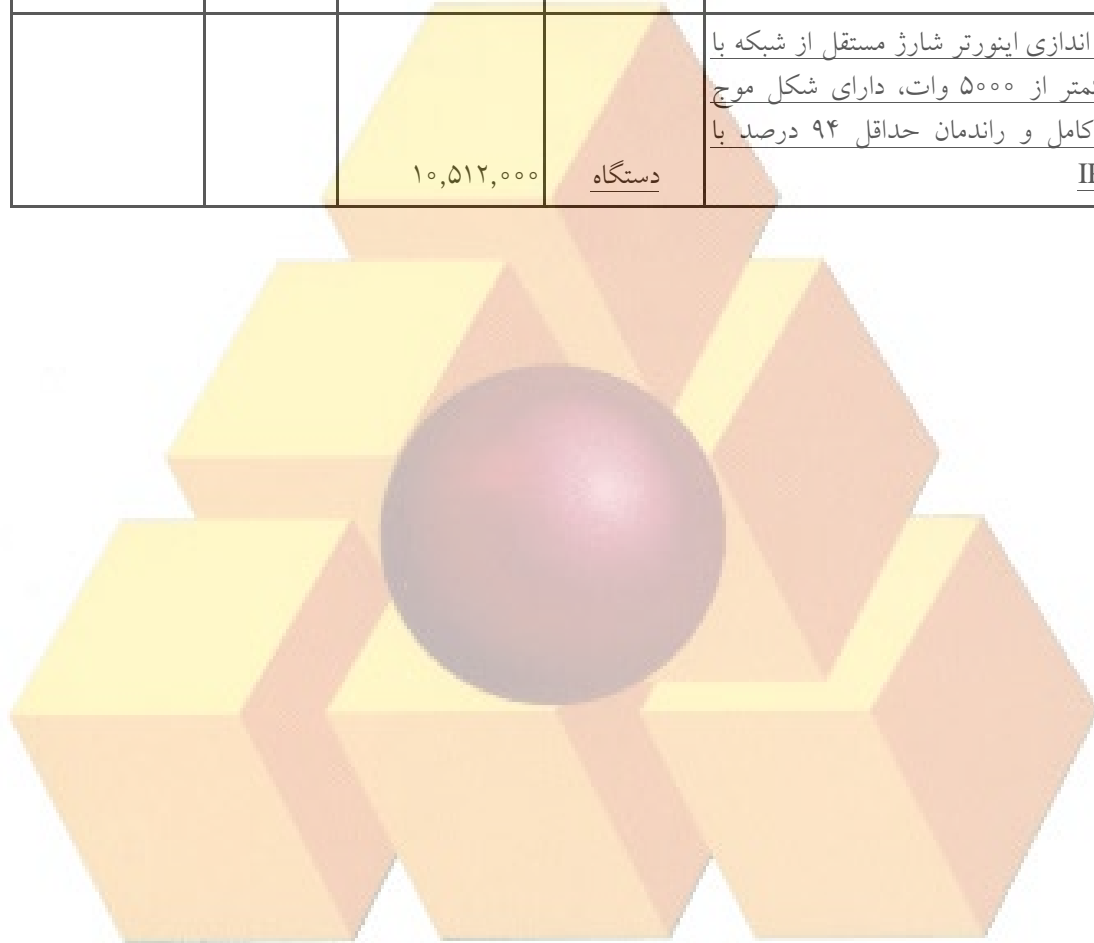 اندازی اینورتر شارژ مستقل از شبکه با
کمتر از ۵۰۰۰ وات، دارای شکل موج
کامل و راندمان حداقل ۹۴ درصد با
دستگاه ۱۰,۵۱۲,۰۰۰